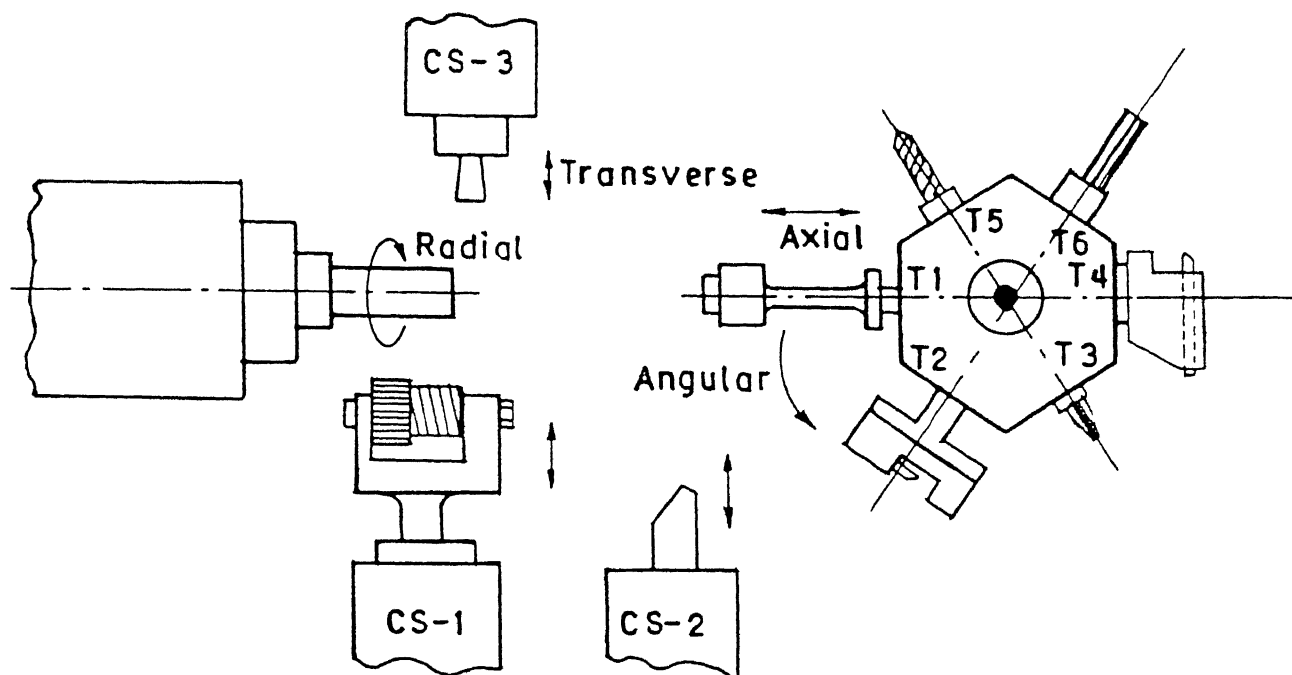 CS-3
Transverse
Radial
Axial
T5
T6
T1
T4
T2
T3
Angular
CS-1
CS-2